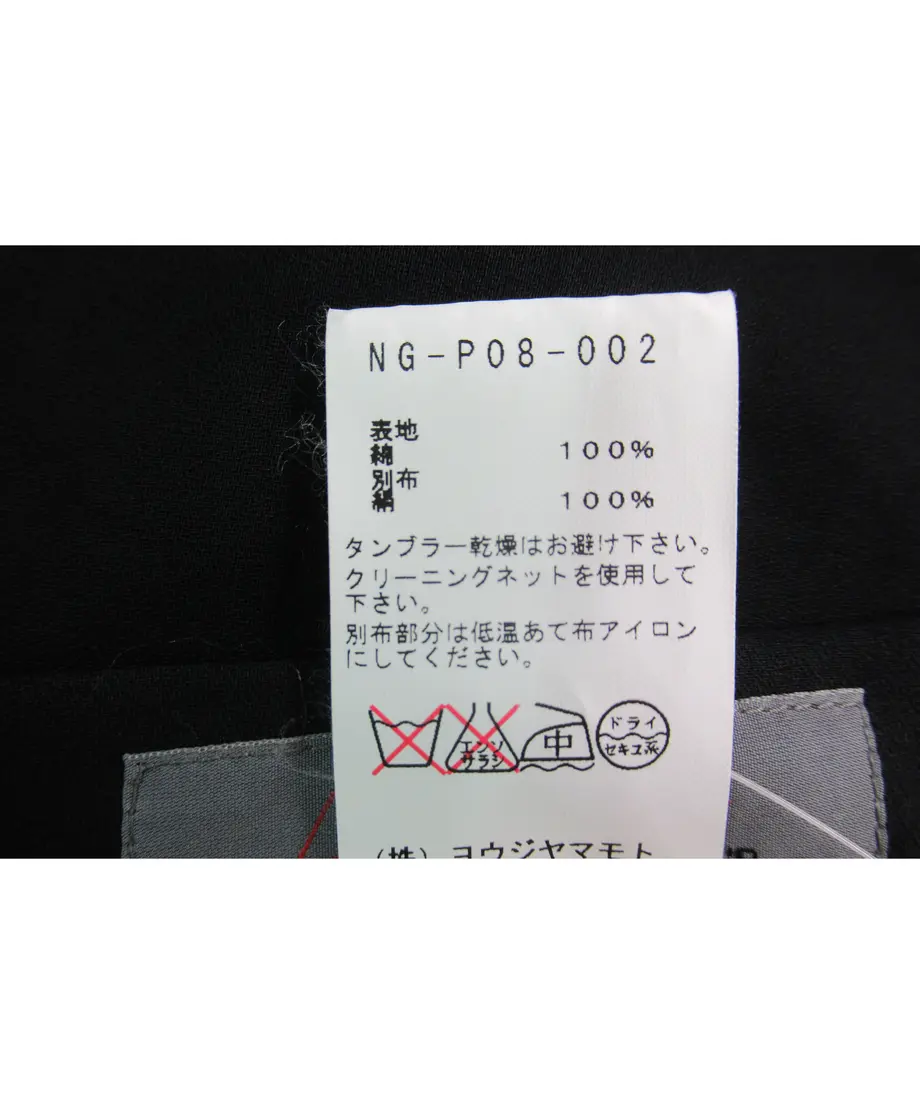 NG-P08-002
表地
綿 100%
別布
絹 100%
タンブラー乾燥はお避け下さい。
クリーニングネットを使用して
下さい。
別布部分は低温あて布アイロン
にしてください。
エンソ
サラシ
中
ドライ
セキユ系
(株)ヨウジヤマモト